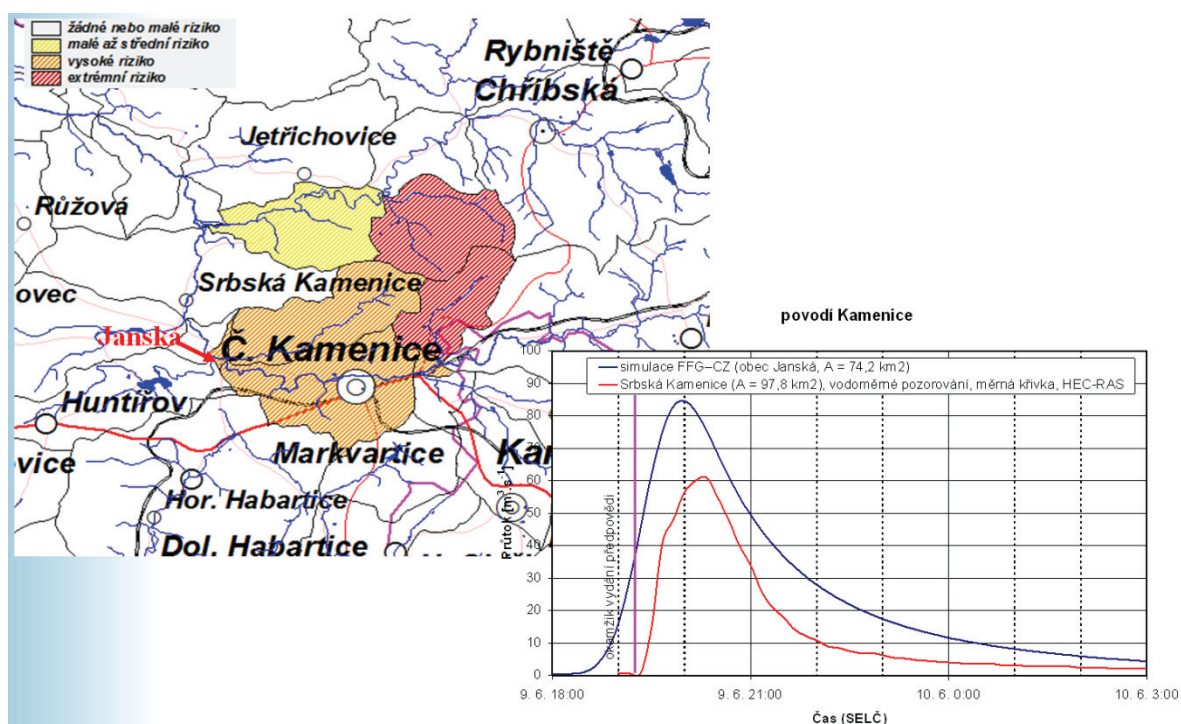 žádné nebo malé riziko
malé až střední riziko
vysoké riziko
extrémní riziko
Rybniště
Chřibská
Jetřichovice
Růžová
Srbská Kamenice
ovec
Janská
Č. Kamenice
Huntířov
Markvartice
Kam
ovice
Hor. Habartice
Dol. Habartice
povodí Kamenice
simulace FFG–CZ (obec Janská, A = 74,2 km2)
Srbská Kamenice (A = 97,8 km2), vodoměrné pozorování, měrná křivka, HEC-RAS
Průtok [m³.s-¹]
okamžik vydání předpovědi
100
90
80
70
60
50
40
30
20
10
0
9. 6. 18:00
9. 6. 21:00
10. 6. 0:00
10. 6. 3:00
Čas (SELČ)